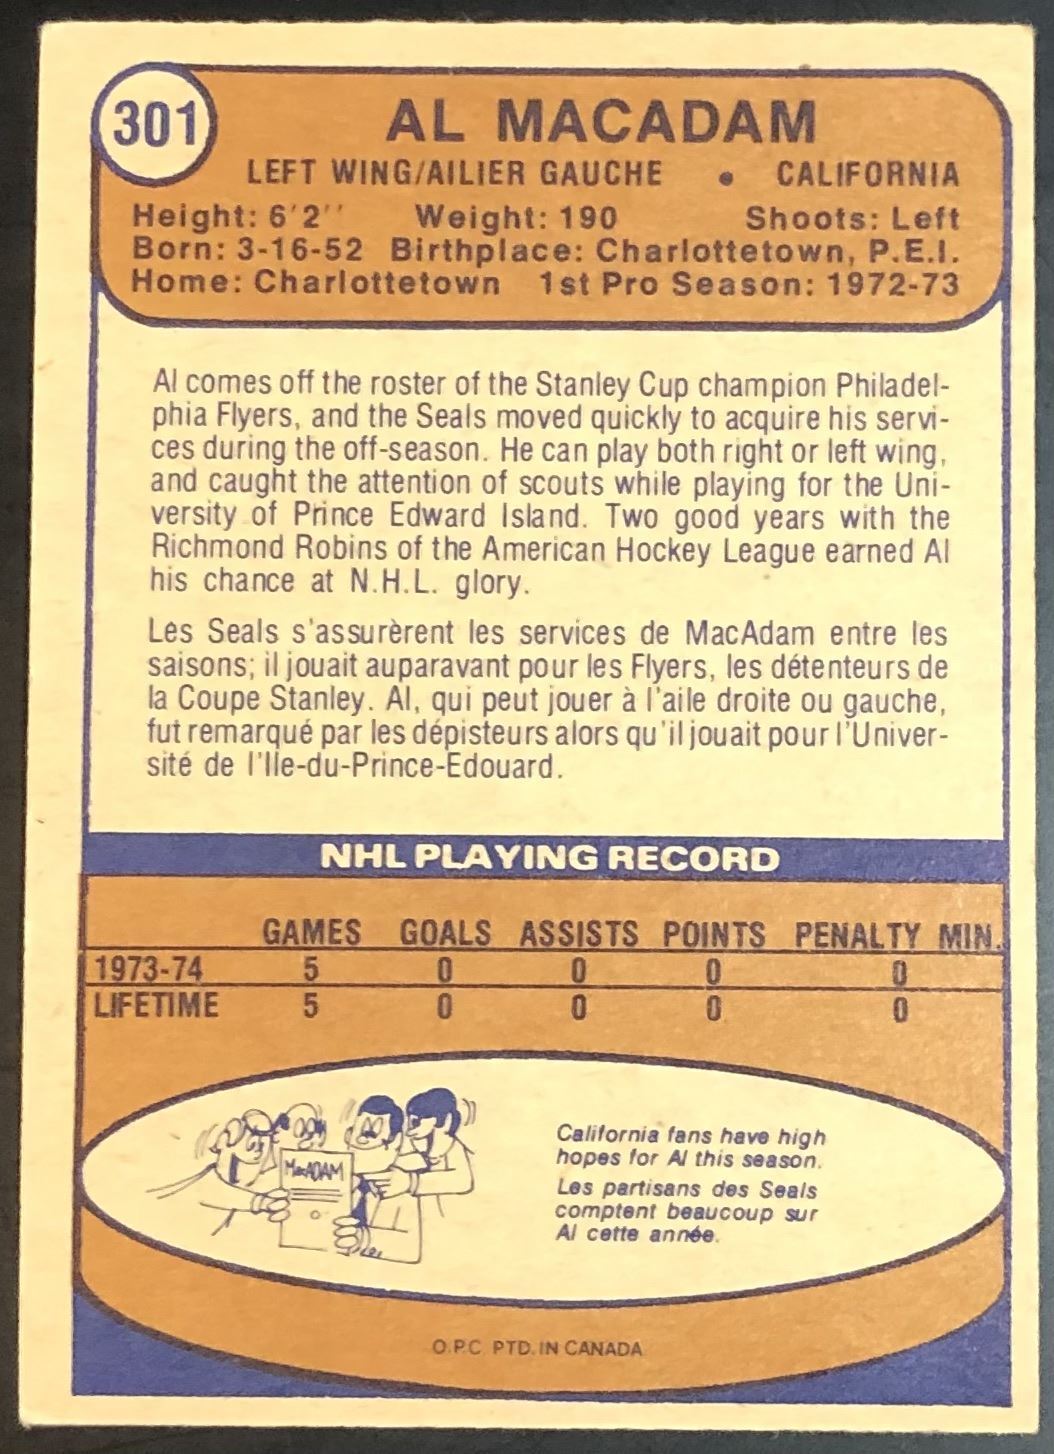 301
AL MACADAM
LEFT WING/AILIER GAUCHE • CALIFORNIA
Height: 6'2'' Weight: 190 Shoots: Left
Born: 3-16-52 Birthplace: Charlottetown, P.E.I.
Home: Charlottetown 1st Pro Season: 1972-73
Al comes off the roster of the Stanley Cup champion Philadel-
phia Flyers, and the Seals moved quickly to acquire his servi-
ces during the off-season. He can play both right or left wing,
and caught the attention of scouts while playing for the Uni-
versity of Prince Edward Island. Two good years with the
Richmond Robins of the American Hockey League earned Al
his chance at N.H.L. glory.
Les Seals s'assurèrent les services de MacAdam entre les
saisons; il jouait auparavant pour les Flyers, les détenteurs de
la Coupe Stanley. Al, qui peut jouer à l'aile droite ou gauche,
fut remarqué par les dépisteurs alors qu'il jouait pour l'Univer-
sité de l'Ile-du-Prince-Edouard.
NHL PLAYING RECORD
GAMES GOALS ASSISTS POINTS PENALTY MIN.
1973-74 5 0 0 0 0
LIFETIME 5 0 0 0 0
MacADAM
California fans have high
hopes for Al this season.
Les partisans des Seals
comptent beaucoup sur
Al cette année.
O.P.C. PTD. IN CANADA